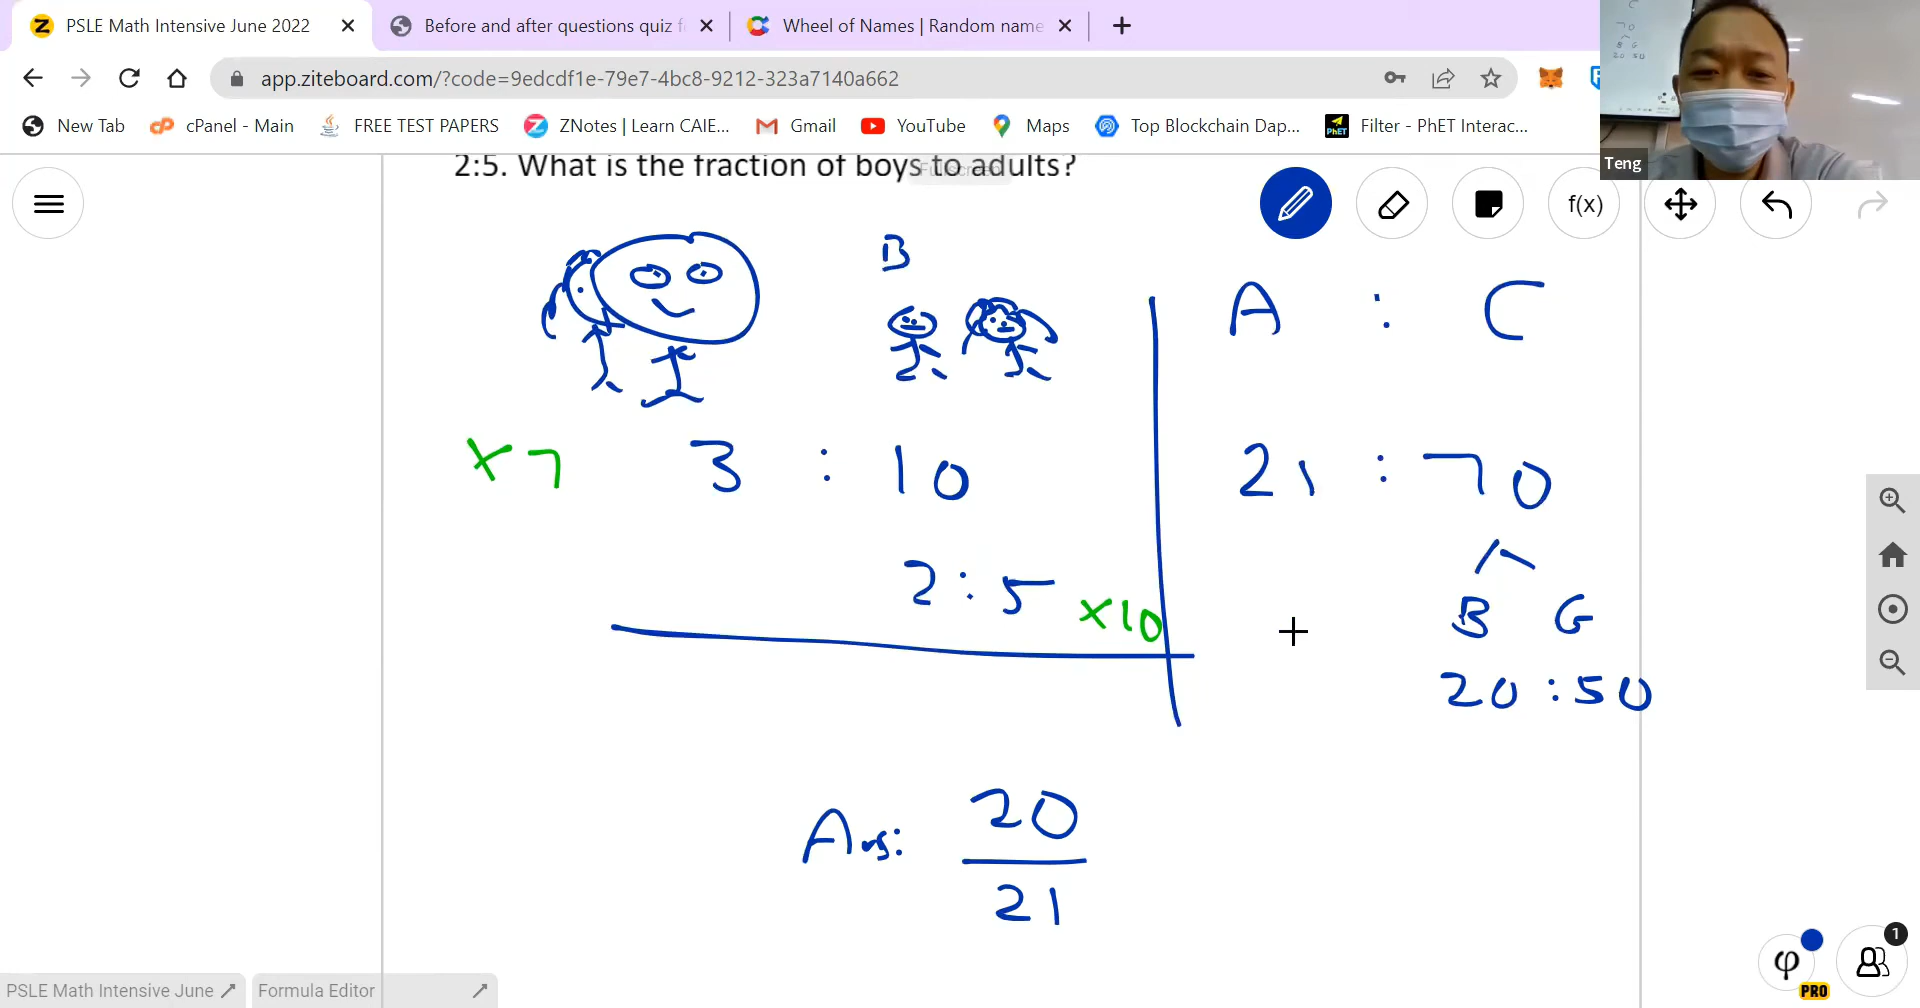 PSLE Math Intensive June 2022
Before and after questions quiz f
Wheel of Names | Random name
app.ziteboard.com/?code=9edcdf1e-79e7-4bc8-9212-323a7140a662
New Tab
cPanel - Main
FREE TEST PAPERS
ZNotes | Learn CAIE...
Gmail
YouTube
Maps
Top Blockchain Dap...
Filter - PhET Interac...
Teng
2:5. What is the fraction of boys to adults?
f(x)
B
A : C
×7 3 : 10
21 : 70
2:5 ×10
B G
20 : 50
Ans: 20
21
1
φ
PRO
PSLE Math Intensive June
Formula Editor